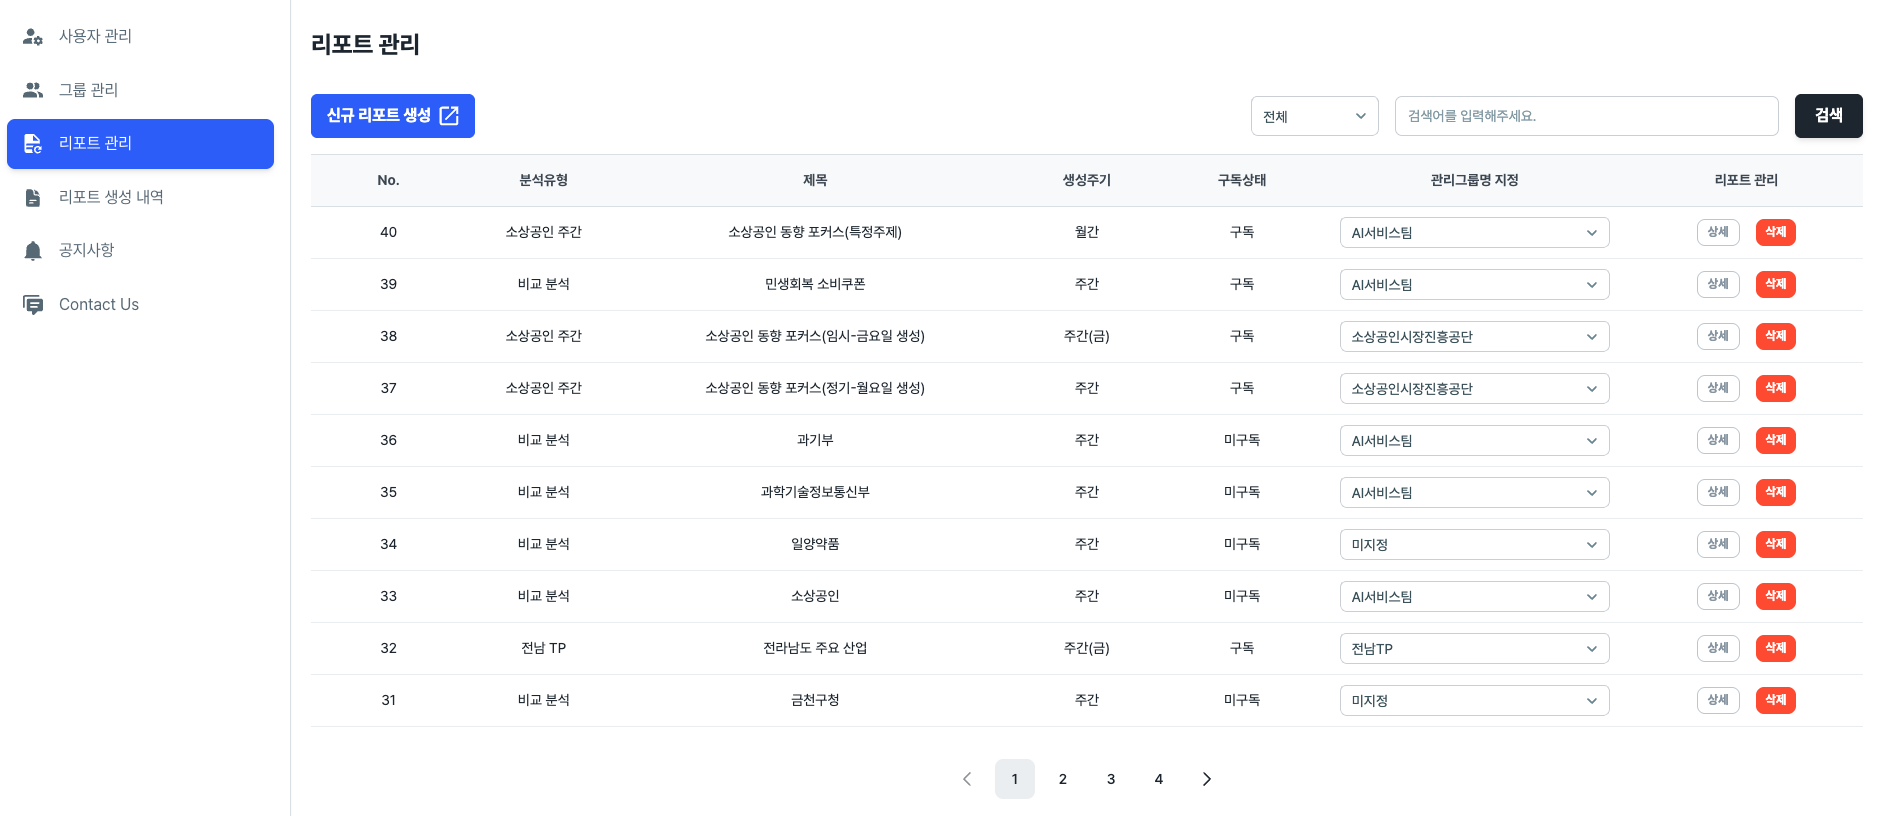 사용자 관리
그룹 관리
리포트 관리
리포트 생성 내역
공지사항
Contact Us
리포트 관리
신규 리포트 생성
전체
검색어를 입력해주세요.
검색
No. 분석유형 제목 생성주기 구독상태 관리그룹명 지정 리포트 관리
40 소상공인 주간 소상공인 동향 포커스(특정주제) 월간 구독 AI서비스팀 상세 삭제
39 비교 분석 민생회복 소비쿠폰 주간 구독 AI서비스팀 상세 삭제
38 소상공인 주간 소상공인 동향 포커스(임시-금요일 생성) 주간(금) 구독 소상공인시장진흥공단 상세 삭제
37 소상공인 주간 소상공인 동향 포커스(정기-월요일 생성) 주간 구독 소상공인시장진흥공단 상세 삭제
36 비교 분석 과기부 주간 미구독 AI서비스팀 상세 삭제
35 비교 분석 과학기술정보통신부 주간 미구독 AI서비스팀 상세 삭제
34 비교 분석 일양약품 주간 미구독 미지정 상세 삭제
33 비교 분석 소상공인 주간 미구독 AI서비스팀 상세 삭제
32 전남 TP 전라남도 주요 산업 주간(금) 구독 전남TP 상세 삭제
31 비교 분석 금천구청 주간 미구독 미지정 상세 삭제
1 2 3 4